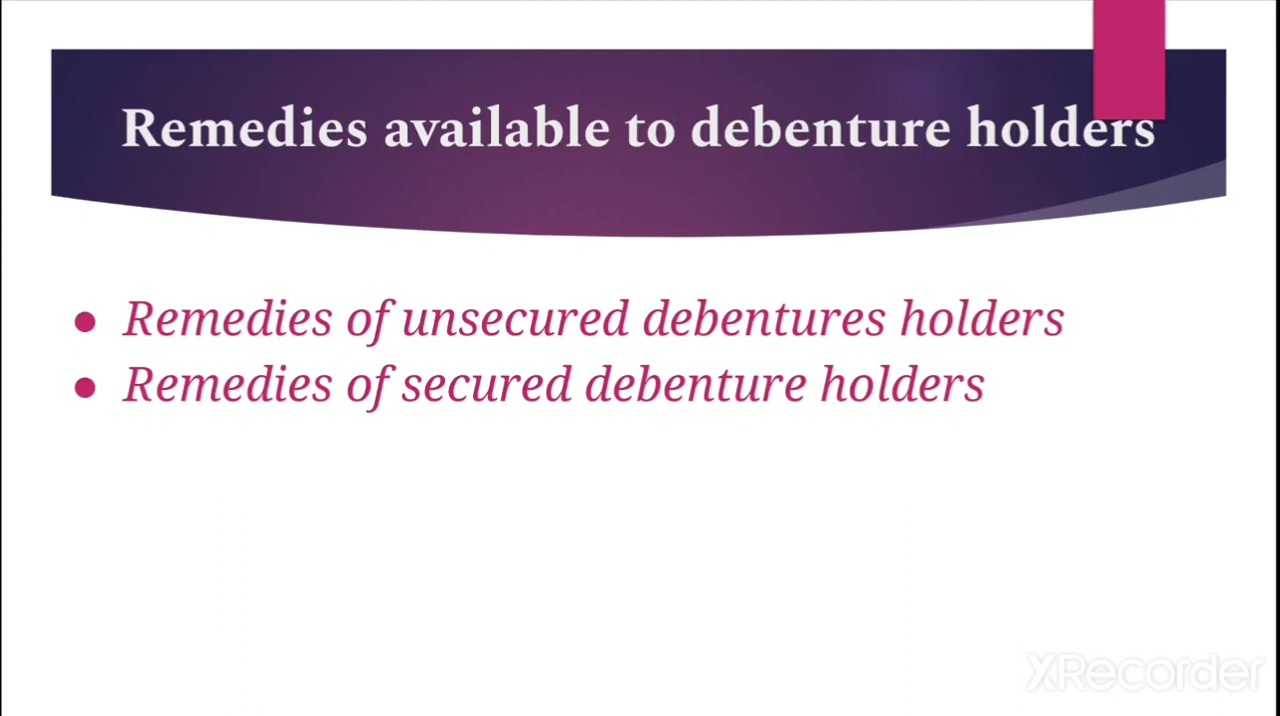 Remedies available to debenture holders
● Remedies of unsecured debentures holders
● Remedies of secured debenture holders
XRecorder